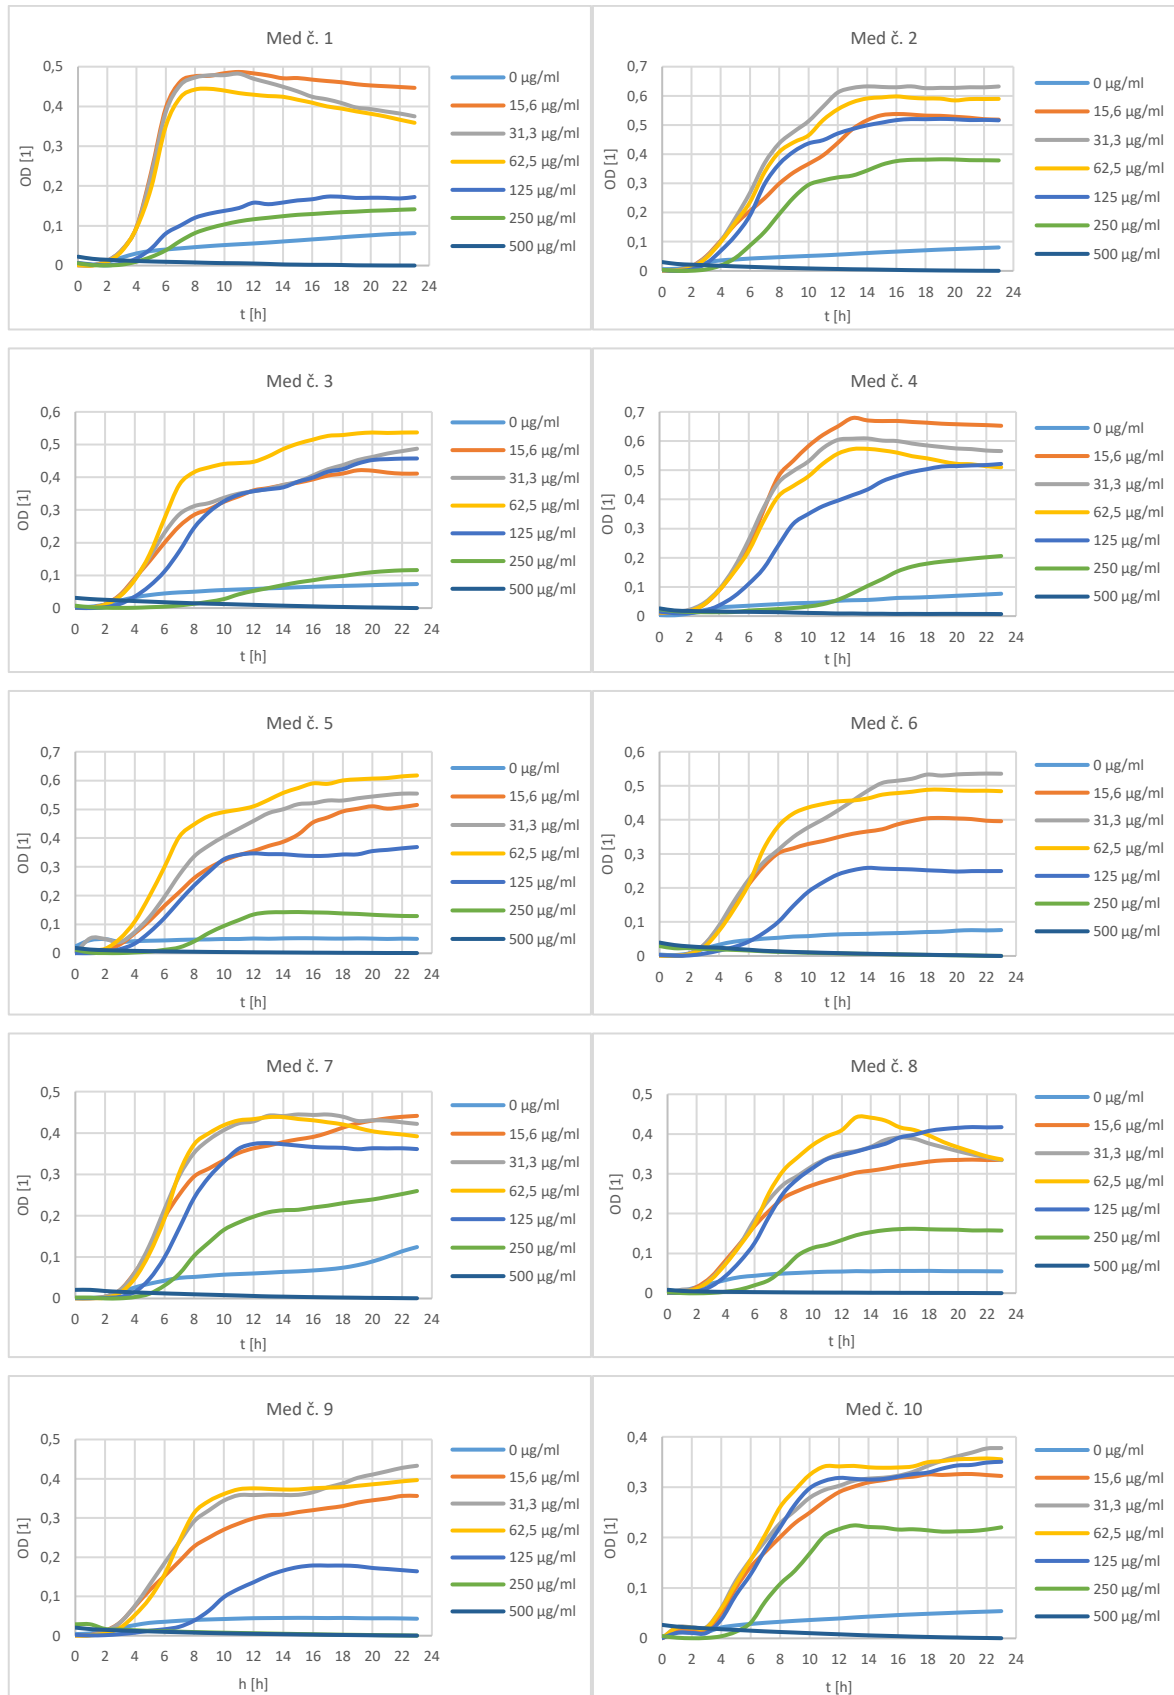 Med č. 1
OD [1]
0,5
0,4
0,3
0,2
0,1
0
0 2 4 6 8 10 12 14 16 18 20 22 24
t [h]
0 µg/ml
15,6 µg/ml
31,3 µg/ml
62,5 µg/ml
125 µg/ml
250 µg/ml
500 µg/ml
Med č. 2
OD [1]
0,7
0,6
0,5
0,4
0,3
0,2
0,1
0
0 2 4 6 8 10 12 14 16 18 20 22 24
t [h]
0 µg/ml
15,6 µg/ml
31,3 µg/ml
62,5 µg/ml
125 µg/ml
250 µg/ml
500 µg/ml
Med č. 3
OD [1]
0,6
0,5
0,4
0,3
0,2
0,1
0
0 2 4 6 8 10 12 14 16 18 20 22 24
t [h]
0 µg/ml
15,6 µg/ml
31,3 µg/ml
62,5 µg/ml
125 µg/ml
250 µg/ml
500 µg/ml
Med č. 4
OD [1]
0,7
0,6
0,5
0,4
0,3
0,2
0,1
0
0 2 4 6 8 10 12 14 16 18 20 22 24
t [h]
0 µg/ml
15,6 µg/ml
31,3 µg/ml
62,5 µg/ml
125 µg/ml
250 µg/ml
500 µg/ml
Med č. 5
OD [1]
0,7
0,6
0,5
0,4
0,3
0,2
0,1
0
0 2 4 6 8 10 12 14 16 18 20 22 24
t [h]
0 µg/ml
15,6 µg/ml
31,3 µg/ml
62,5 µg/ml
125 µg/ml
250 µg/ml
500 µg/ml
Med č. 6
OD [1]
0,6
0,5
0,4
0,3
0,2
0,1
0
0 2 4 6 8 10 12 14 16 18 20 22 24
t [h]
0 µg/ml
15,6 µg/ml
31,3 µg/ml
62,5 µg/ml
125 µg/ml
250 µg/ml
500 µg/ml
Med č. 7
OD [1]
0,5
0,4
0,3
0,2
0,1
0
0 2 4 6 8 10 12 14 16 18 20 22 24
t [h]
0 µg/ml
15,6 µg/ml
31,3 µg/ml
62,5 µg/ml
125 µg/ml
250 µg/ml
500 µg/ml
Med č. 8
OD [1]
0,5
0,4
0,3
0,2
0,1
0
0 2 4 6 8 10 12 14 16 18 20 22 24
t [h]
0 µg/ml
15,6 µg/ml
31,3 µg/ml
62,5 µg/ml
125 µg/ml
250 µg/ml
500 µg/ml
Med č. 9
OD [1]
0,5
0,4
0,3
0,2
0,1
0
0 2 4 6 8 10 12 14 16 18 20 22 24
h [h]
0 µg/ml
15,6 µg/ml
31,3 µg/ml
62,5 µg/ml
125 µg/ml
250 µg/ml
500 µg/ml
Med č. 10
OD [1]
0,4
0,3
0,2
0,1
0
0 2 4 6 8 10 12 14 16 18 20 22 24
t [h]
0 µg/ml
15,6 µg/ml
31,3 µg/ml
62,5 µg/ml
125 µg/ml
250 µg/ml
500 µg/ml